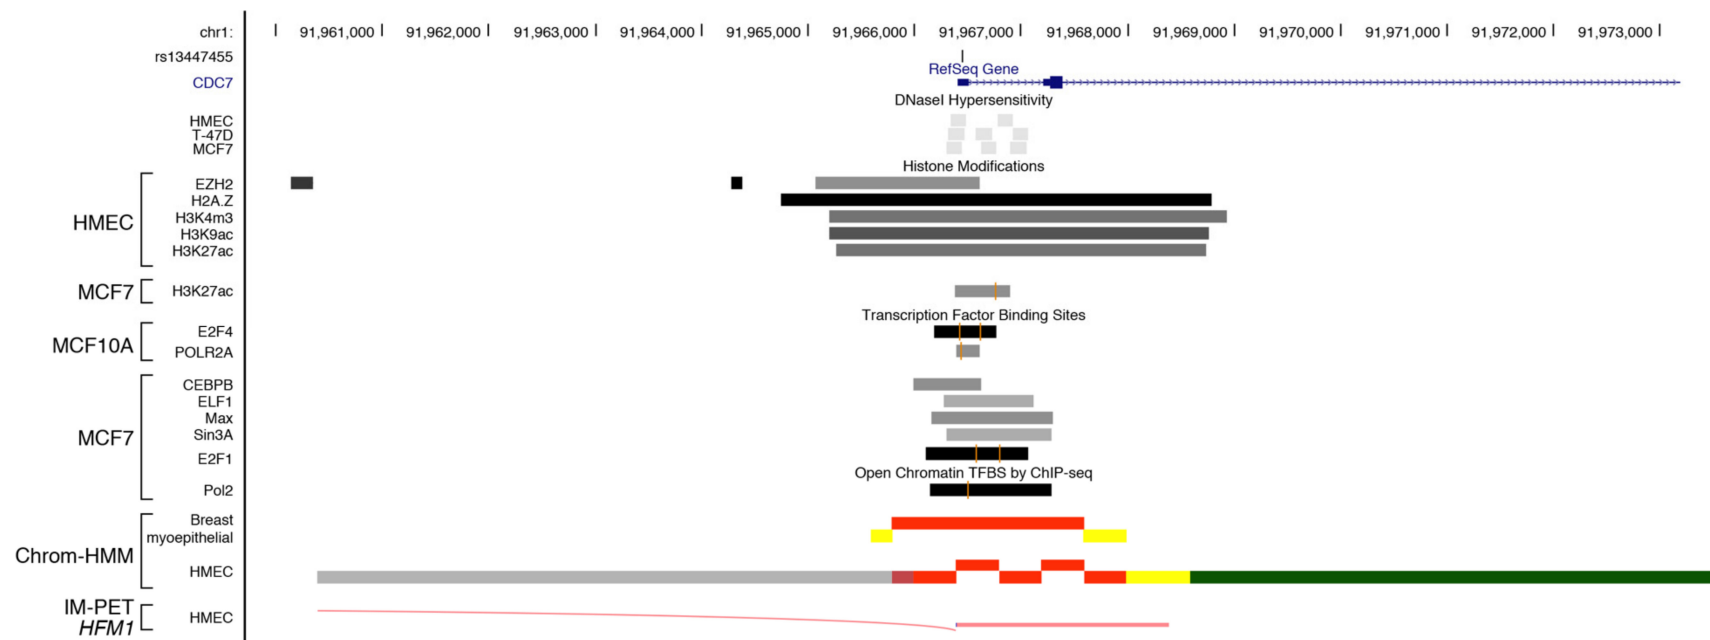 chr1: 91,961,000 91,962,000 91,963,000 91,964,000 91,965,000 91,966,000 91,967,000 91,968,000 91,969,000 91,970,000 91,971,000 91,972,000 91,973,000
rs13447455
RefSeq Gene
CDC7
DNaseI Hypersensitivity
HMEC
T-47D
MCF7
Histone Modifications
HMEC
EZH2
H2A.Z
H3K4m3
H3K9ac
H3K27ac
MCF7 H3K27ac
Transcription Factor Binding Sites
MCF10A
E2F4
POLR2A
MCF7
CEBPB
ELF1
Max
Sin3A
E2F1
Open Chromatin TFBS by ChIP-seq
Pol2
Chrom-HMM
Breast
myoepithelial
HMEC
IM-PET
HFM1
HMEC